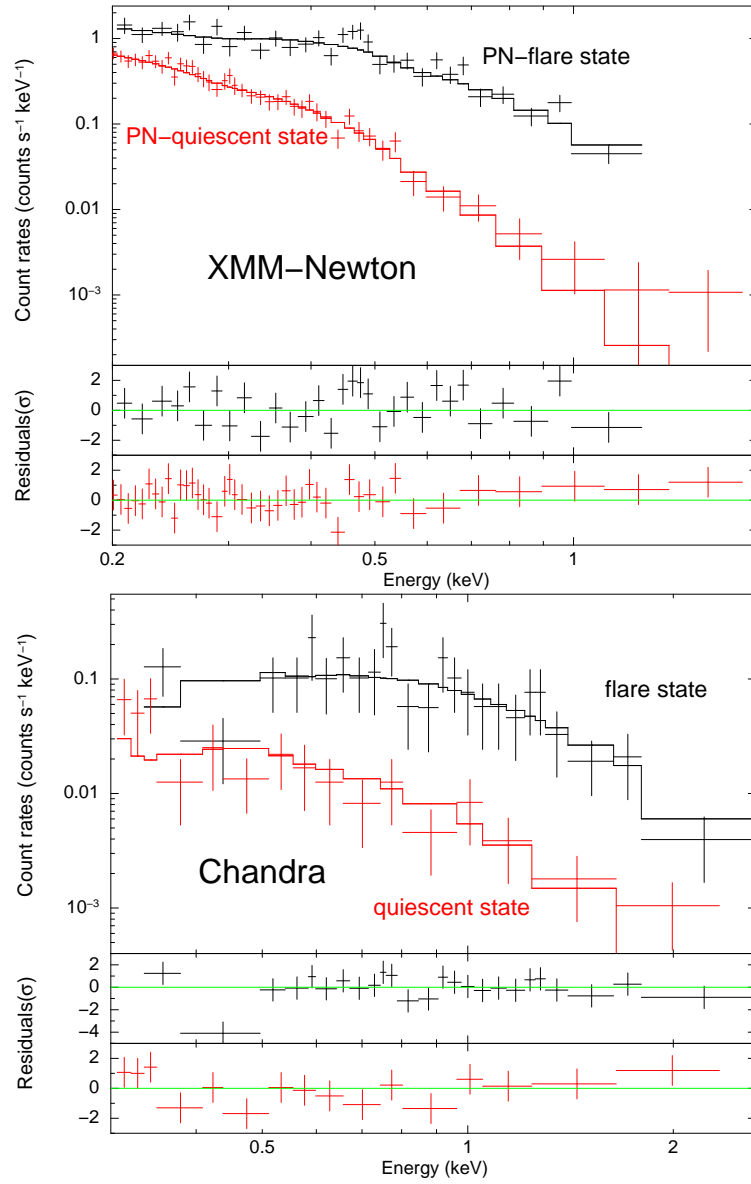 1
0.1
0.01
10⁻³
Count rates (counts s⁻¹ keV⁻¹)
PN−flare state
PN−quiescent state
XMM−Newton
2
0
−2
2
0
−2
Residuals(σ)
0.2
0.5
1
Energy (keV)
0.1
0.01
10⁻³
Count rates (counts s⁻¹ keV⁻¹)
flare state
Chandra
quiescent state
2
0
−2
−4
2
0
−2
Residuals(σ)
0.5
1
2
Energy (keV)